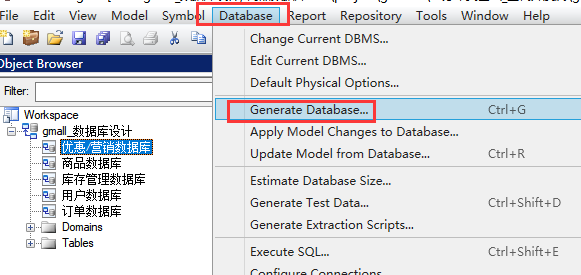 File Edit View Model Symbol Database Report Repository Tools Window Help
Object Browser
Filter:
Workspace
gmall_数据库设计
优惠/营销数据库
商品数据库
库存管理数据库
用户数据库
订单数据库
Domains
Tables
Change Current DBMS...
Edit Current DBMS...
Default Physical Options...
Generate Database... Ctrl+G
Apply Model Changes to Database...
Update Model from Database... Ctrl+R
Estimate Database Size...
Generate Test Data... Ctrl+Shift+D
Generate Extraction Scripts...
Execute SQL... Ctrl+Shift+E
Configure Connections...